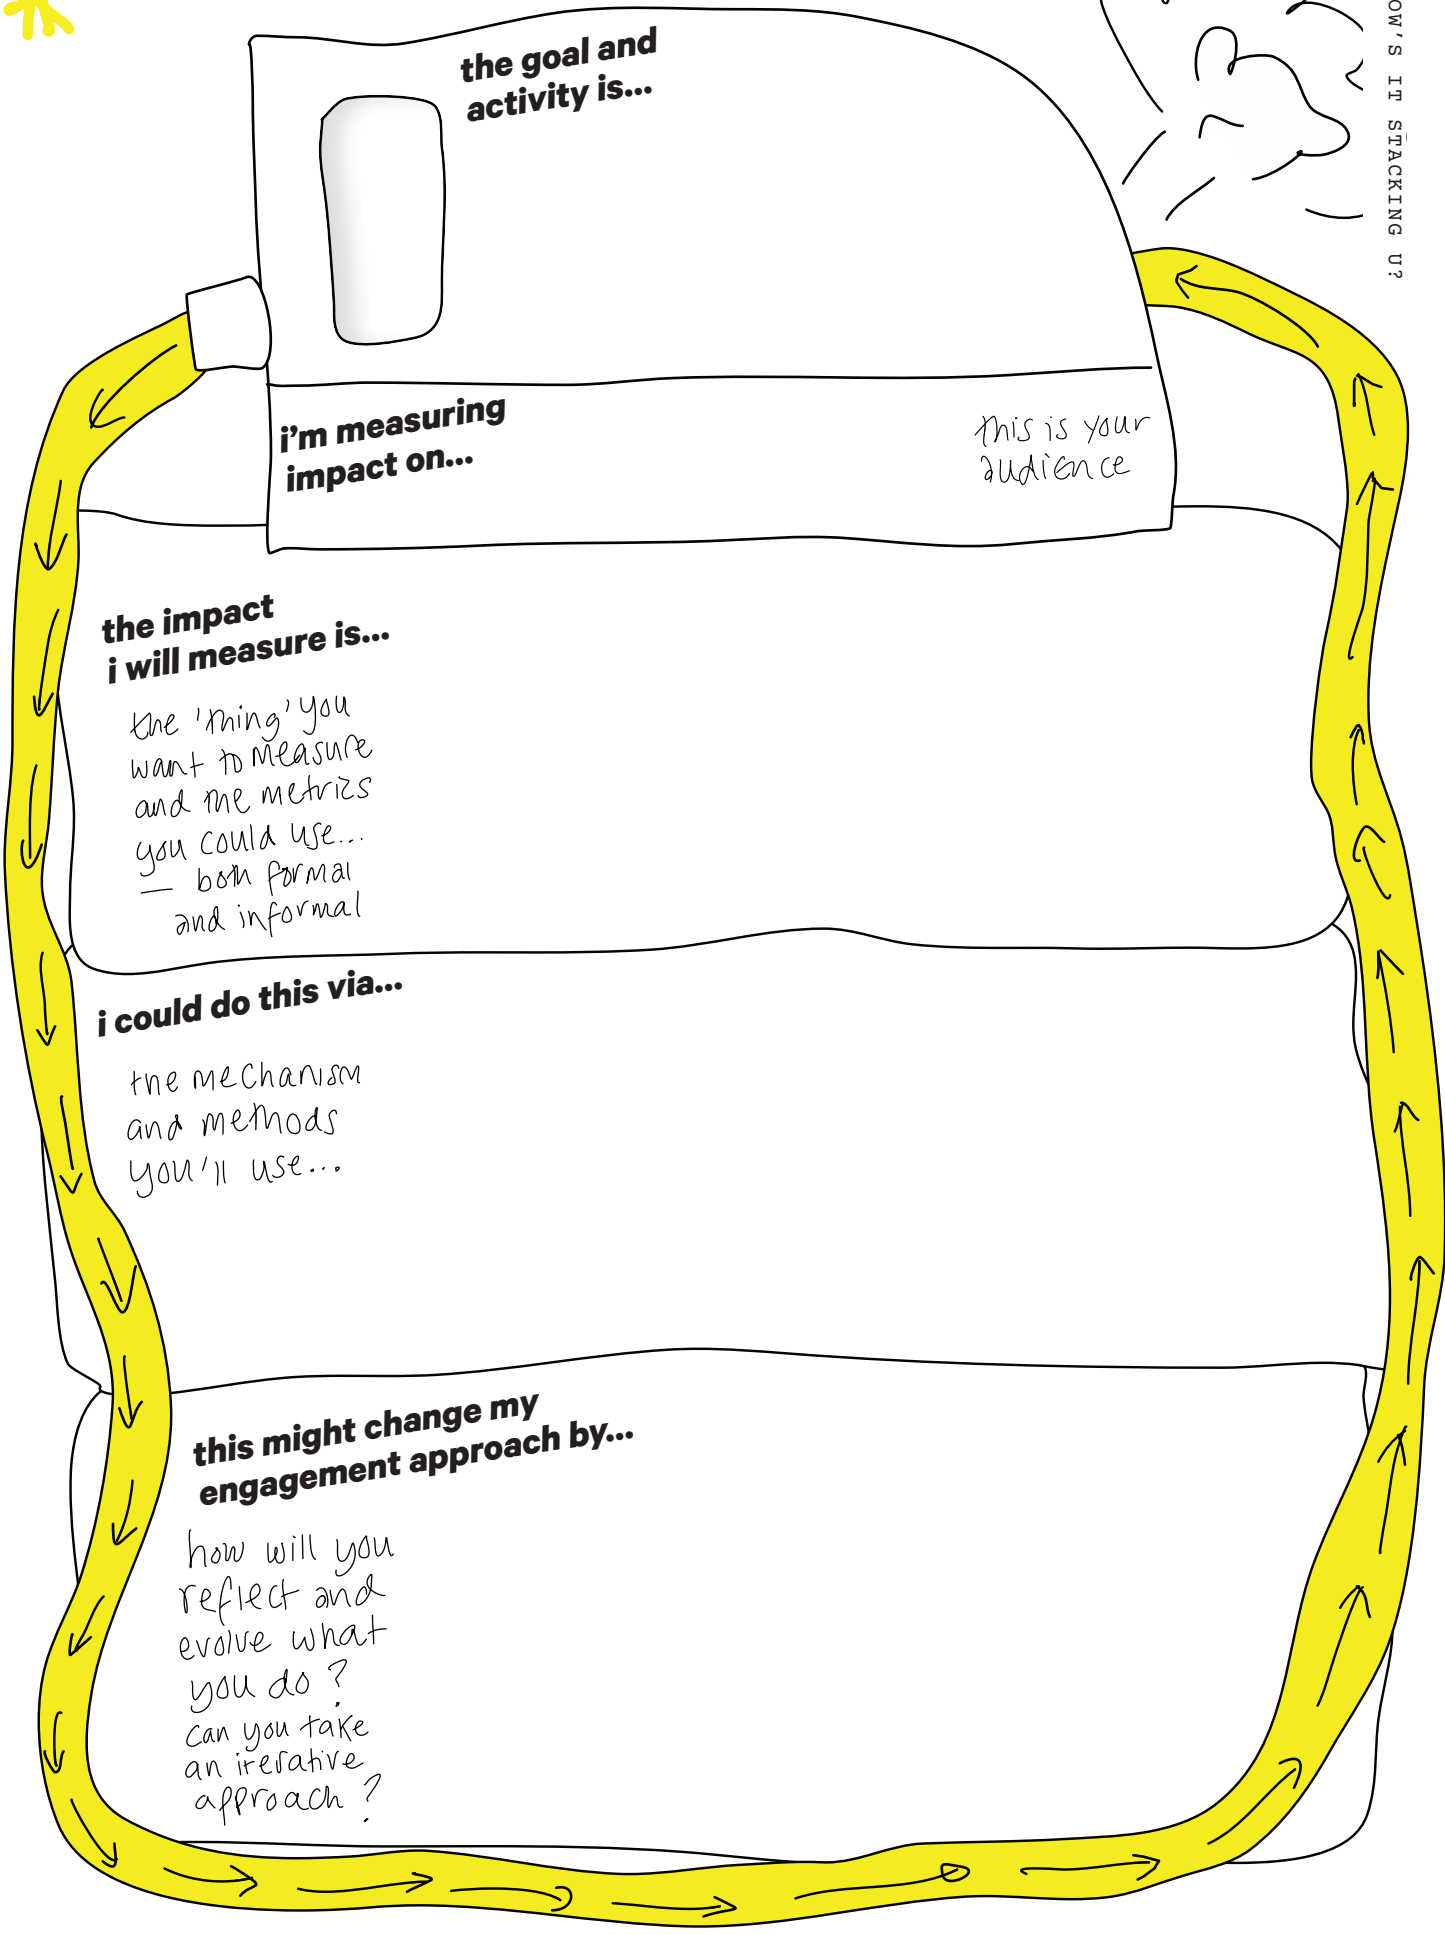 the goal and
activity is...
i'm measuring
impact on...
this is your
audience
the impact
i will measure is...
the 'thing' you
want to measure
and the metrics
you could use...
— both formal
and informal
i could do this via...
the mechanism
and methods
you'll use...
this might change my
engagement approach by...
how will you
reflect and
evolve what
you do?
can you take
an iterative
approach?
OW'S IT STACKING U?